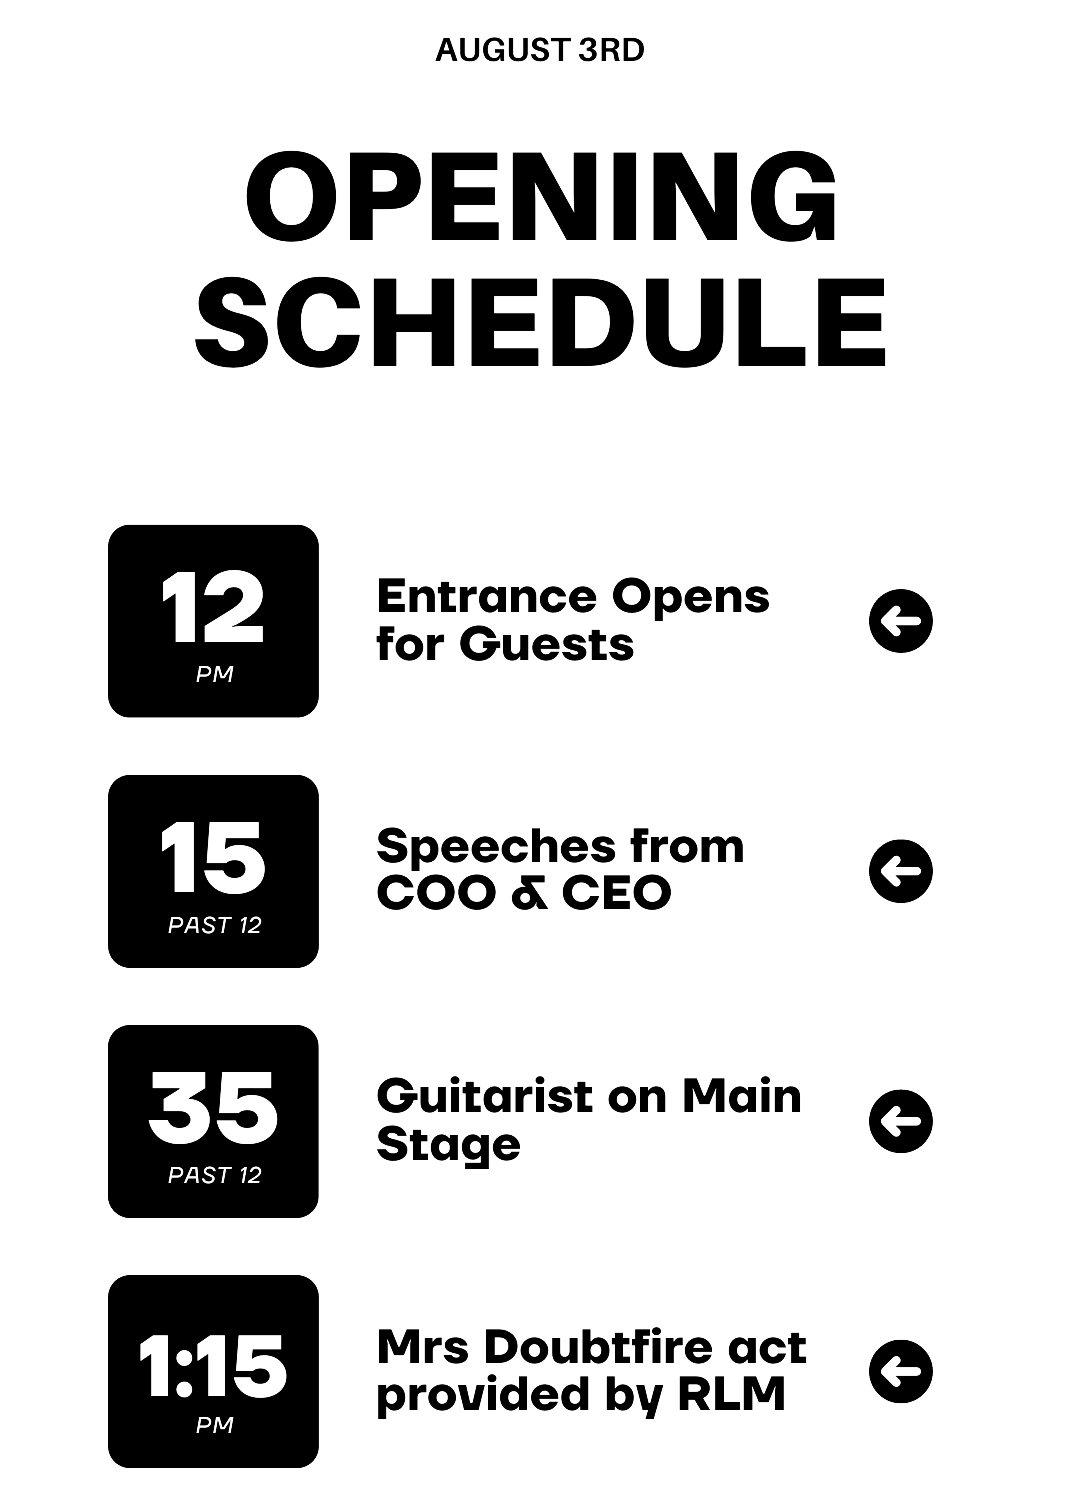 AUGUST 3RD
OPENING
SCHEDULE
12
PM
Entrance Opens
for Guests
15
PAST 12
Speeches from
COO & CEO
35
PAST 12
Guitarist on Main
Stage
1:15
PM
Mrs Doubtfire act
provided by RLM